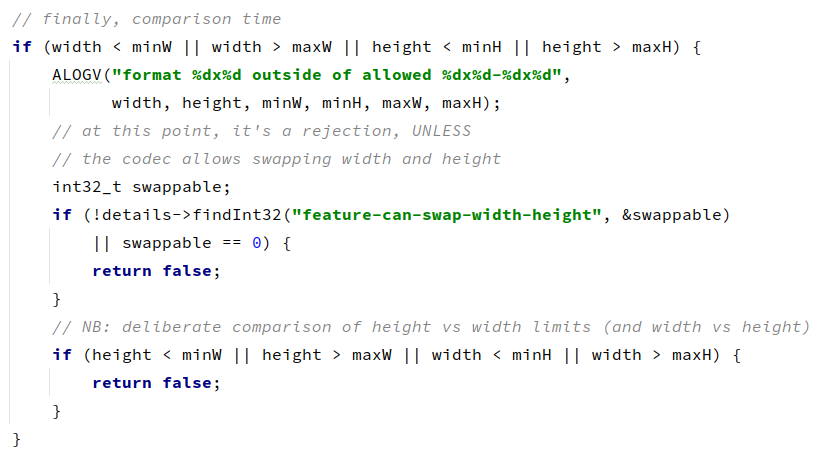 // finally, comparison time
if (width < minW || width > maxW || height < minH || height > maxH) {
    ALOGV("format %dx%d outside of allowed %dx%d-%dx%d",
          width, height, minW, minH, maxW, maxH);
    // at this point, it's a rejection, UNLESS
    // the codec allows swapping width and height
    int32_t swappable;
    if (!details->findInt32("feature-can-swap-width-height", &swappable)
        || swappable == 0) {
        return false;
    }
    // NB: deliberate comparison of height vs width limits (and width vs height)
    if (height < minW || height > maxW || width < minH || width > maxH) {
        return false;
    }
}